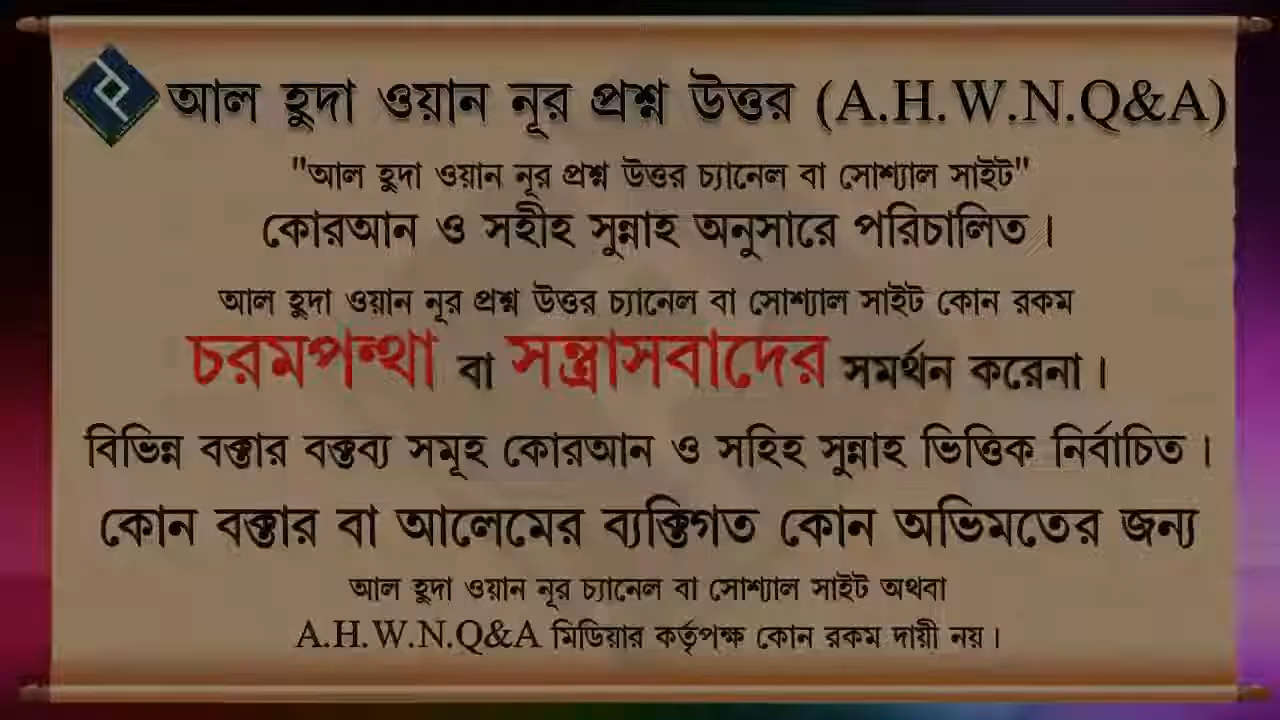 আল হুদা ওয়ান নূর প্রশ্ন উত্তর (A.H.W.N.Q&A)
"আল হুদা ওয়ান নূর প্রশ্ন উত্তর চ্যানেল বা সোশ্যাল সাইট"
কোরআন ও সহীহ সুন্নাহ অনুসারে পরিচালিত।
আল হুদা ওয়ান নূর প্রশ্ন উত্তর চ্যানেল বা সোশ্যাল সাইট কোন রকম
চরমপন্থা বা সন্ত্রাসবাদের সমর্থন করেনা।
বিভিন্ন বক্তার বক্তব্য সমূহ কোরআন ও সহিহ সুন্নাহ ভিত্তিক নির্বাচিত।
কোন বক্তার বা আলেমের ব্যক্তিগত কোন অভিমতের জন্য
আল হুদা ওয়ান নূর চ্যানেল বা সোশ্যাল সাইট অথবা
A.H.W.N.Q&A মিডিয়ার কর্তৃপক্ষ কোন রকম দায়ী নয়।